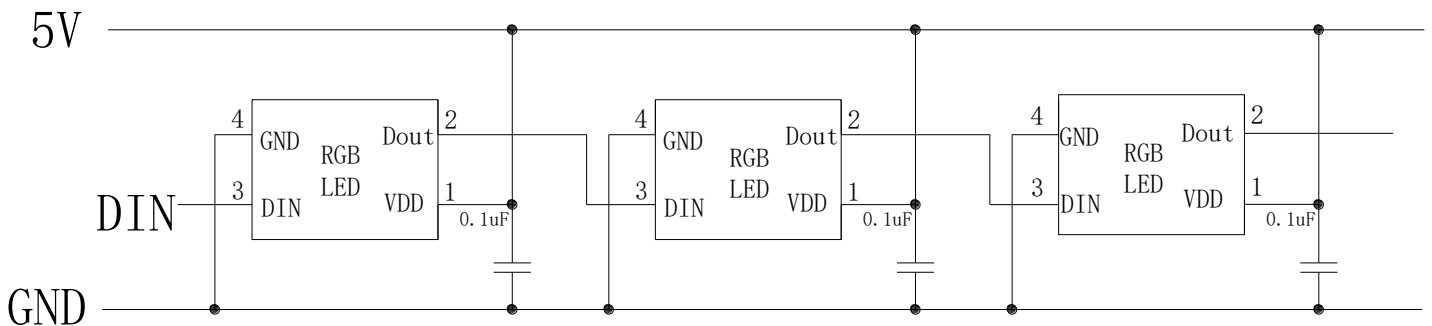 5V
4 GND Dout 2
RGB
LED
3 DIN VDD 1
0.1uF
4 GND Dout 2
RGB
LED
3 DIN VDD 1
0.1uF
4 GND Dout 2
RGB
LED
3 DIN VDD 1
0.1uF
DIN
GND